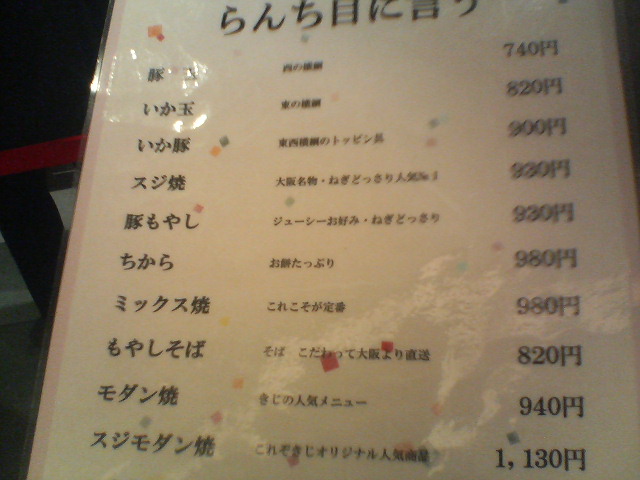 らんち目に言う
豚玉 西の横綱 740円
いか玉 東の横綱 820円
いか豚 東西横綱のトッピン具 900円
スジ焼 大阪名物・ねぎどっさり人気№1 930円
豚もやし ジューシーお好み・ねぎどっさり 930円
ちから お餅たっぷり 980円
ミックス焼 これこそが定番 980円
もやしそば そば こだわって大阪より直送 820円
モダン焼 きじの人気メニュー 940円
スジモダン焼 これぞきじオリジナル人気商品 1,130円